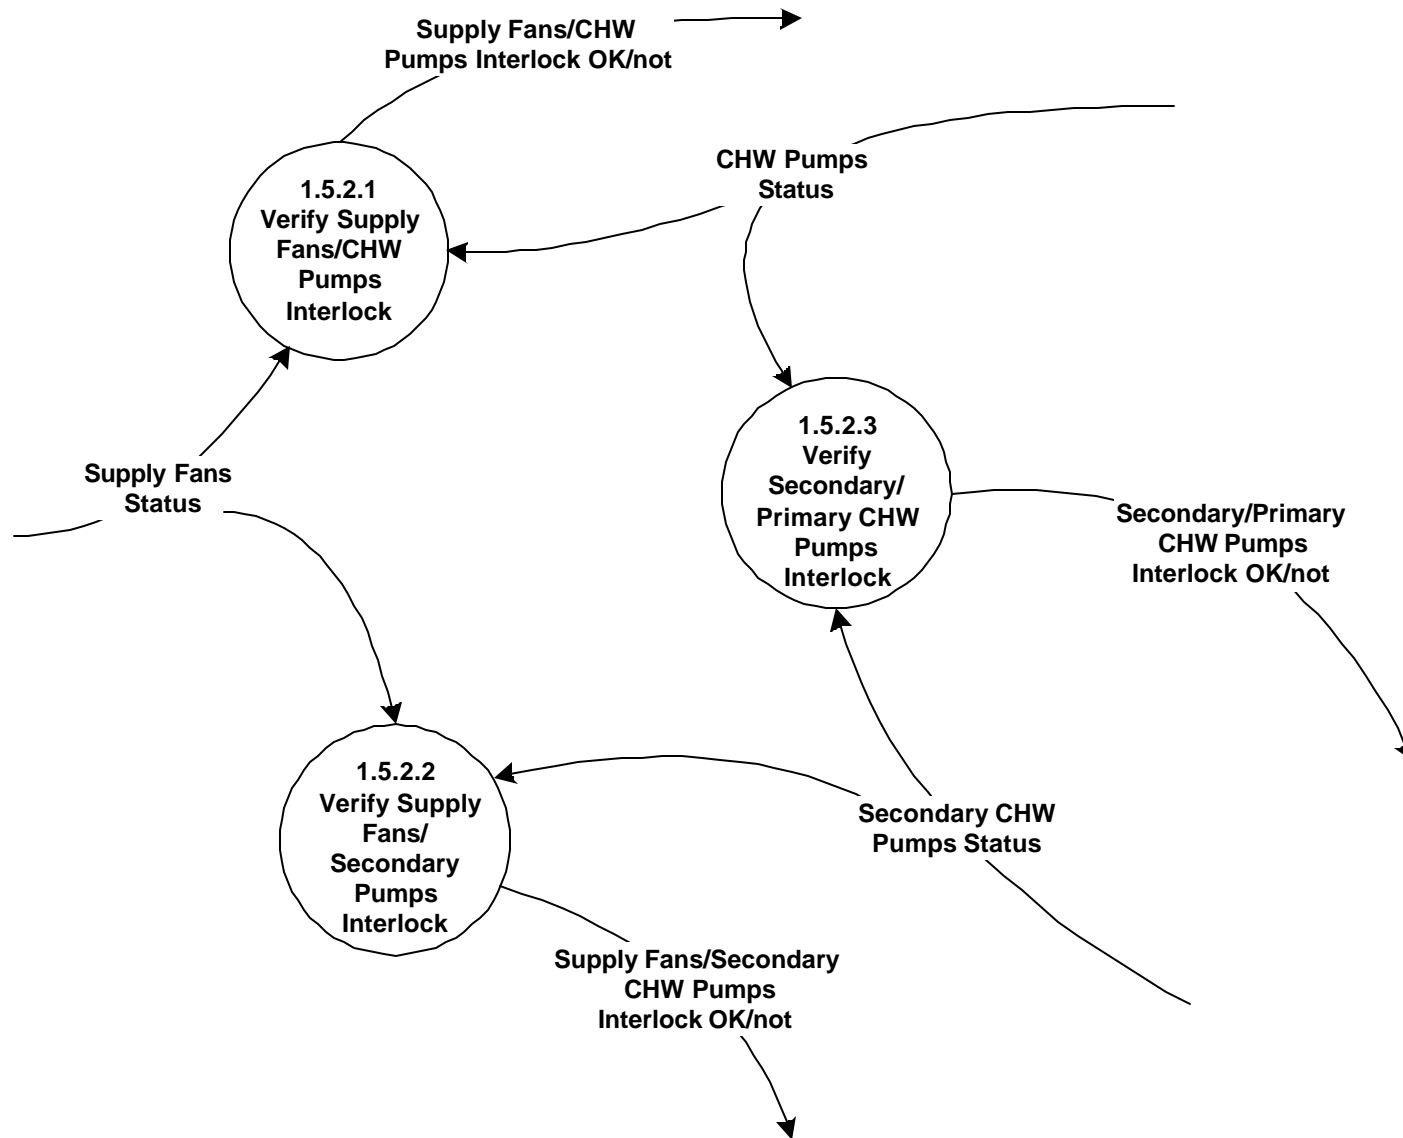 Supply Fans/CHW
Pumps Interlock OK/not
CHW Pumps
Status
1.5.2.1
Verify Supply
Fans/CHW
Pumps
Interlock
1.5.2.3
Verify
Secondary/
Primary CHW
Pumps
Interlock
Supply Fans
Status
Secondary/Primary
CHW Pumps
Interlock OK/not
1.5.2.2
Verify Supply
Fans/
Secondary
Pumps
Interlock
Secondary CHW
Pumps Status
Supply Fans/Secondary
CHW Pumps
Interlock OK/not